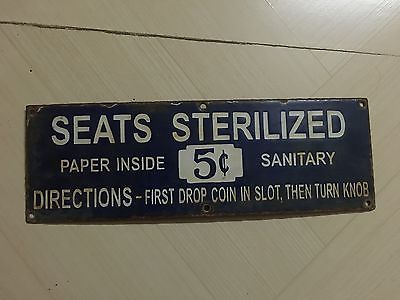 SEATS STERILIZED
PAPER INSIDE 5¢ SANITARY
DIRECTIONS - FIRST DROP COIN IN SLOT, THEN TURN KNOB